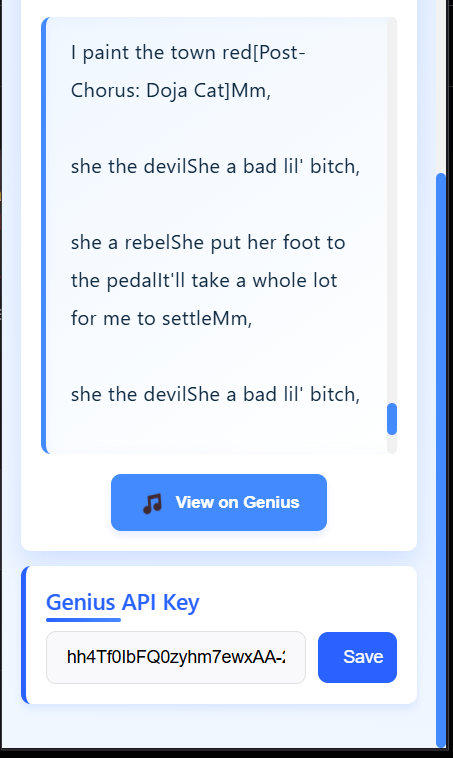 I paint the town red[Post-
Chorus: Doja Cat]Mm,
she the devilShe a bad lil' bitch,
she a rebelShe put her foot to
the pedalIt'll take a whole lot
for me to settleMm,
she the devilShe a bad lil' bitch,
View on Genius
Genius API Key
hh4Tf0IbFQ0zyhm7ewxAA-
Save